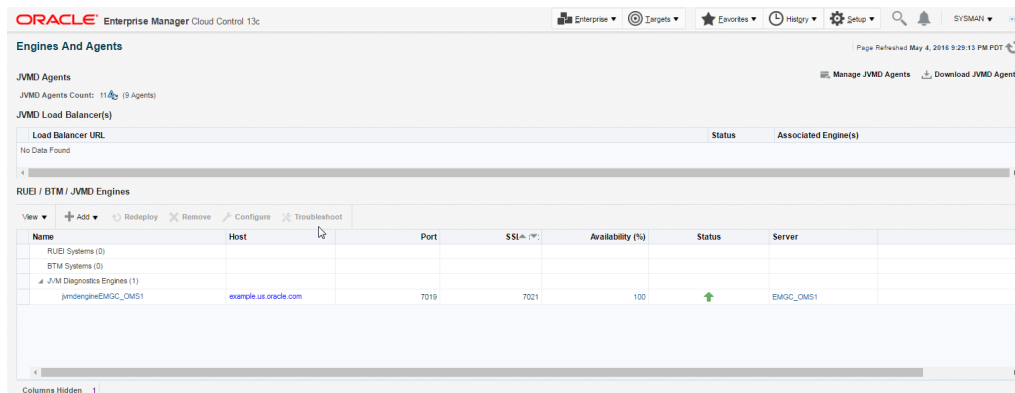 ORACLE Enterprise Manager Cloud Control 13c Enterprise Targets Favorites History Setup SYSMAN
Engines And Agents
Page Refreshed May 4, 2016 9:29:13 PM PDT
JVMD Agents
Manage JVMD Agents Download JVMD Agent
JVMD Agents Count: 11 (9 Agents)
JVMD Load Balancer(s)
Load Balancer URL Status Associated Engine(s)
No Data Found
RUEI / BTM / JVMD Engines
View Add Redeploy Remove Configure Troubleshoot
Name Host Port SSL Availability (%) Status Server
RUEI Systems (0)
BTM Systems (0)
JVM Diagnostics Engines (1)
jvmdengineEMGC_OMS1 example.us.oracle.com 7019 7021 100 EMGC_OMS1
Columns Hidden 1